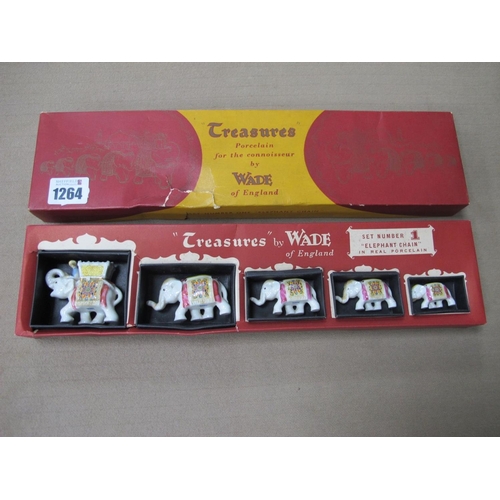 Treasures
Porcelain
for the connoisseur
by
WADE
of England
1264
"Treasures" by WADE
of England
SET NUMBER 1
"ELEPHANT CHAIN"
IN REAL PORCELAIN